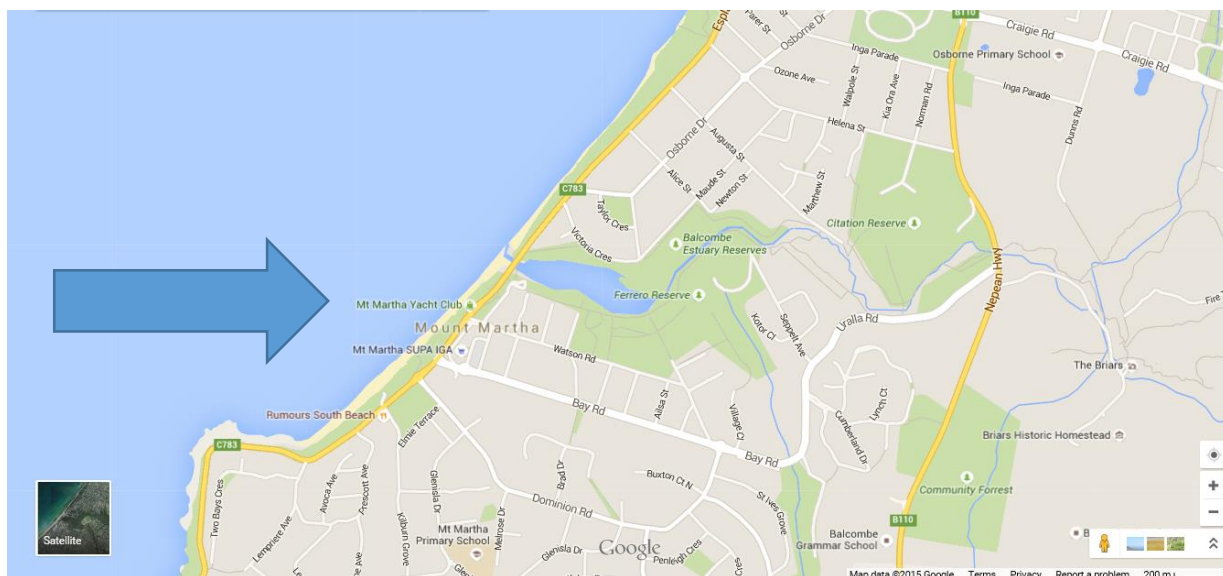 B110
Parer St
Osborne Dr
Espl
Craigie Rd
Osborne Primary School
Craigie Rd
Inga Parade
Ozone Ave
Walpole St
Kia Ora Ave
Norman Rd
Inga Parade
Dunns Rd
Helena St
Osborne Dr
Augusta St
Alice St
Maude St
Newton St
Marthew St
C783
Taylor Cres
Victoria Cres
Citation Reserve
Balcombe
Estuary Reserves
Nepean Hwy
Ferrero Reserve
Fire
Mt Martha Yacht Club
Mount Martha
Kotor Ct
Seppelt Ave
Uralla Rd
Mt Martha SUPA IGA
Watson Rd
The Briars
Ailsa St
Lynch Ct
Bay Rd
Village Ct
Cumberland Dr
Rumours South Beach
Elmie Terrace
Briars Historic Homestead
C783
Bay Rd
Two Bays Cres
Avoca Ave
Prescott Ave
Glenisla Dr
Brad Dr
Buxton Ct N
St Ives Grove
Community Forrest
Dominion Rd
Lempriere Ave
Kilburn Grove
Melrose Dr
Mt Martha
Primary School
B110
Satellite
Glenisla Dr
Google
Penleigh Cres
Balcombe
Grammar School
B
Map data ©2015 Google Terms Privacy Report a problem 200 m